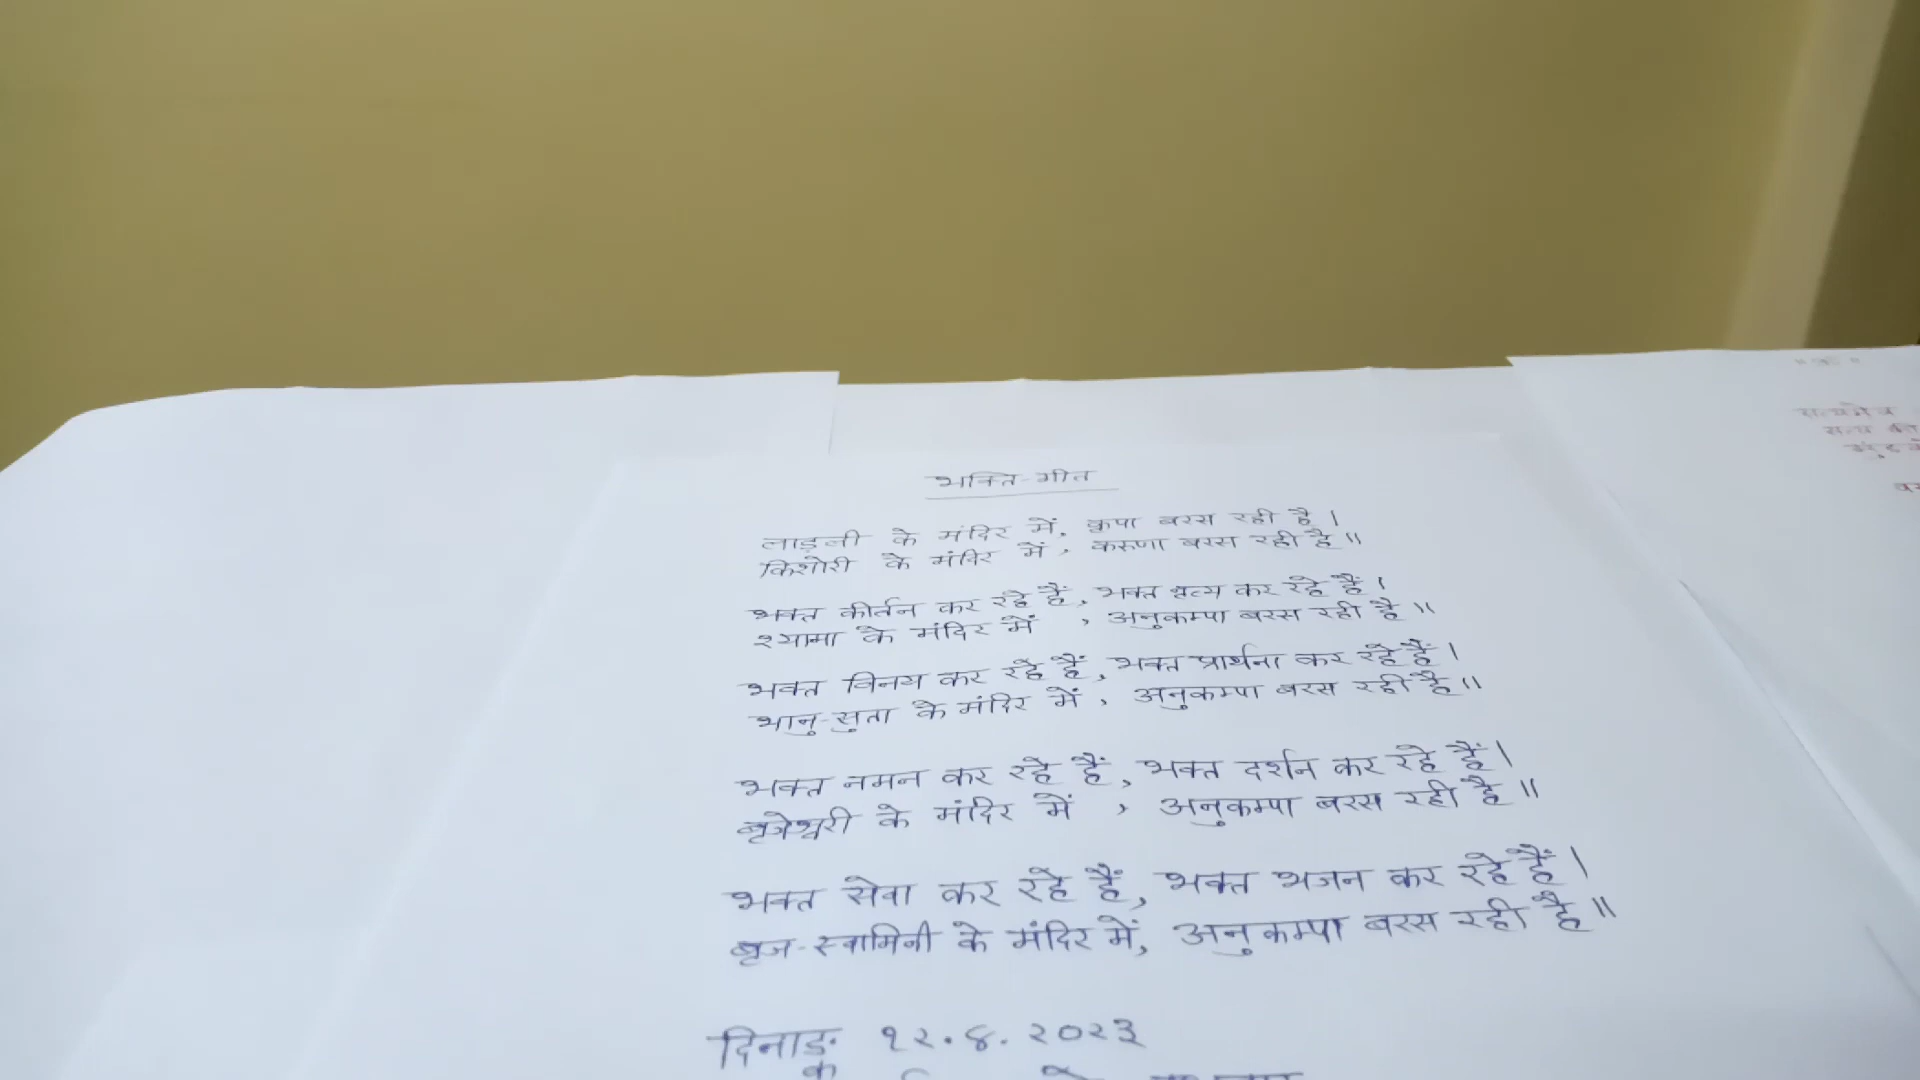 भक्ति-गीत
लाड़ली के मंदिर में, कृपा बरस रही है ।
किशोरी के मंदिर में, करुणा बरस रही है ॥
भक्त कीर्तन कर रहे हैं, भक्त नृत्य कर रहे हैं ।
श्यामा के मंदिर में , अनुकम्पा बरस रही है ॥
भक्त विनय कर रहे हैं, भक्त प्रार्थना कर रहे हैं ।
भानु-सुता के मंदिर में , अनुकम्पा बरस रही है ॥
भक्त नमन कर रहे हैं, भक्त दर्शन कर रहे हैं ।
बृजेश्वरी के मंदिर में , अनुकम्पा बरस रही है ॥
भक्त सेवा कर रहे हैं, भक्त भजन कर रहे हैं ।
बृज-स्वामिनी के मंदिर में, अनुकम्पा बरस रही है ॥
दिनाङ्क १२.४.२०२३